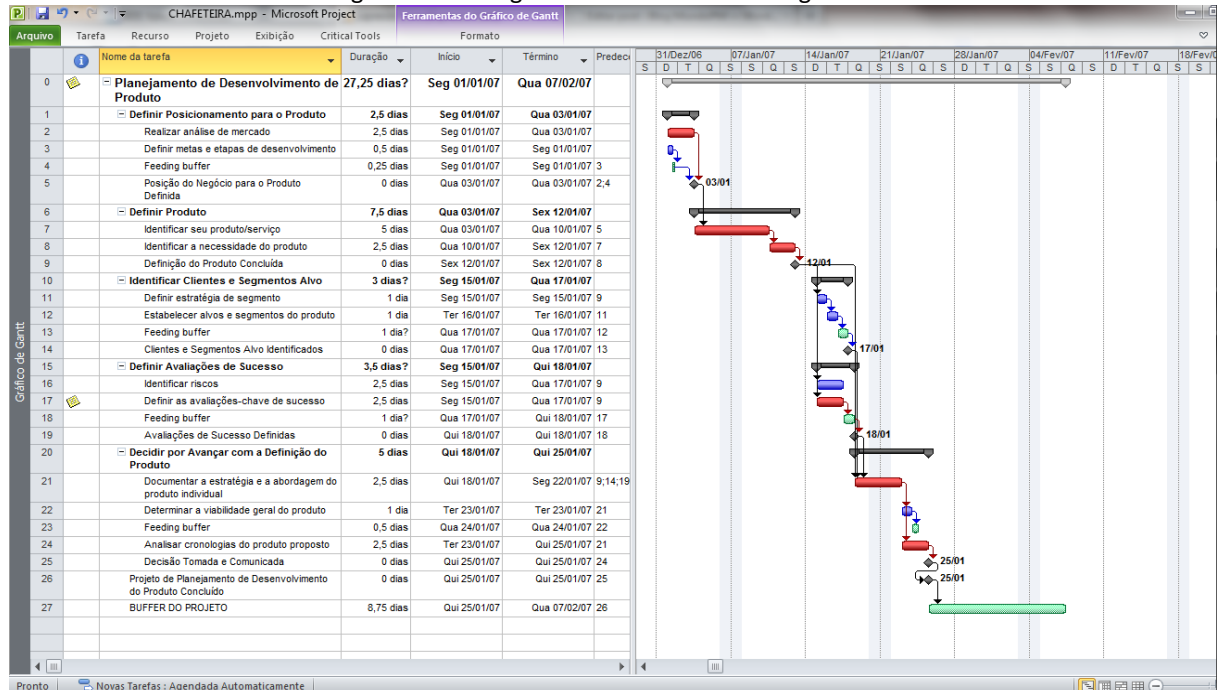 CHAFETEIRA.mpp - Microsoft Project
Ferramentas do Gráfico de Gantt
Arquivo Tarefa Recurso Projeto Exibição Critical Tools Formato
Nome da tarefa Duração Início Término Predec
31/Dez/06 07/Jan/07 14/Jan/07 21/Jan/07 28/Jan/07 04/Fev/07 11/Fev/07 18/Fev/0
S D T Q S S Q S D T Q S S Q S D T Q S S Q S D T Q S S
0 Planejamento de Desenvolvimento de Produto 27,25 dias? Seg 01/01/07 Qua 07/02/07
1 Definir Posicionamento para o Produto 2,5 dias Seg 01/01/07 Qua 03/01/07
2 Realizar análise de mercado 2,5 dias Seg 01/01/07 Qua 03/01/07
3 Definir metas e etapas de desenvolvimento 0,5 dias Seg 01/01/07 Seg 01/01/07
4 Feeding buffer 0,25 dias Seg 01/01/07 Seg 01/01/07 3
5 Posição do Negócio para o Produto Definida 0 dias Qua 03/01/07 Qua 03/01/07 2;4
03/01
6 Definir Produto 7,5 dias Qua 03/01/07 Sex 12/01/07
7 Identificar seu produto/serviço 5 dias Qua 03/01/07 Qua 10/01/07 5
8 Identificar a necessidade do produto 2,5 dias Qua 10/01/07 Sex 12/01/07 7
9 Definição do Produto Concluída 0 dias Sex 12/01/07 Sex 12/01/07 8
12/01
10 Identificar Clientes e Segmentos Alvo 3 dias? Seg 15/01/07 Qua 17/01/07
11 Definir estratégia de segmento 1 dia Seg 15/01/07 Seg 15/01/07 9
12 Estabelecer alvos e segmentos do produto 1 dia Ter 16/01/07 Ter 16/01/07 11
13 Feeding buffer 1 dia? Qua 17/01/07 Qua 17/01/07 12
14 Clientes e Segmentos Alvo Identificados 0 dias Qua 17/01/07 Qua 17/01/07 13
17/01
15 Definir Avaliações de Sucesso 3,5 dias? Seg 15/01/07 Qui 18/01/07
16 Identificar riscos 2,5 dias Seg 15/01/07 Qua 17/01/07 9
17 Definir as avaliações-chave de sucesso 2,5 dias Seg 15/01/07 Qua 17/01/07 9
18 Feeding buffer 1 dia? Qua 17/01/07 Qui 18/01/07 17
19 Avaliações de Sucesso Definidas 0 dias Qui 18/01/07 Qui 18/01/07 18
18/01
20 Decidir por Avançar com a Definição do Produto 5 dias Qui 18/01/07 Qui 25/01/07
21 Documentar a estratégia e a abordagem do produto individual 2,5 dias Qui 18/01/07 Seg 22/01/07 9;14;19
22 Determinar a viabilidade geral do produto 1 dia Ter 23/01/07 Ter 23/01/07 21
23 Feeding buffer 0,5 dias Qua 24/01/07 Qua 24/01/07 22
24 Analisar cronologias do produto proposto 2,5 dias Ter 23/01/07 Qui 25/01/07 21
25 Decisão Tomada e Comunicada 0 dias Qui 25/01/07 Qui 25/01/07 24
25/01
26 Projeto de Planejamento de Desenvolvimento do Produto Concluído 0 dias Qui 25/01/07 Qui 25/01/07 25
25/01
27 BUFFER DO PROJETO 8,75 dias Qui 25/01/07 Qua 07/02/07 26
Gráfico de Gantt
Pronto Novas Tarefas : Agendada Automaticamente